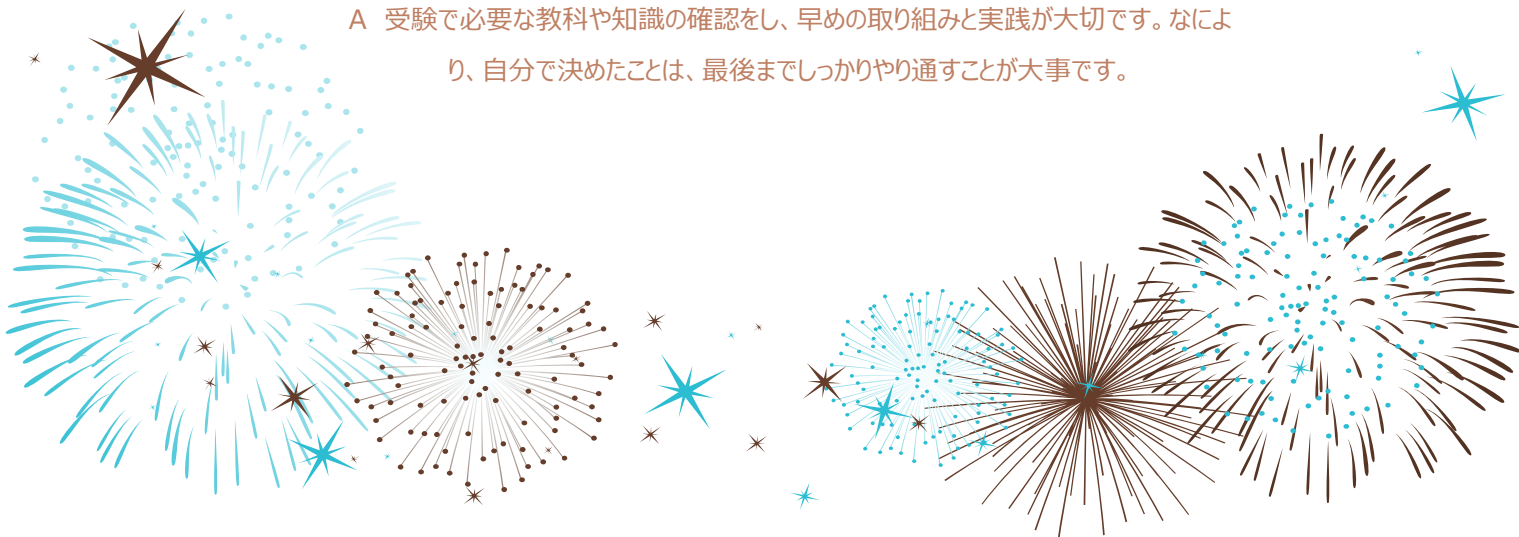 A　受験で必要な教科や知識の確認をし、早めの取り組みと実践が大切です。なによ
り、自分で決めたことは、最後までしっかりやり通すことが大事です。